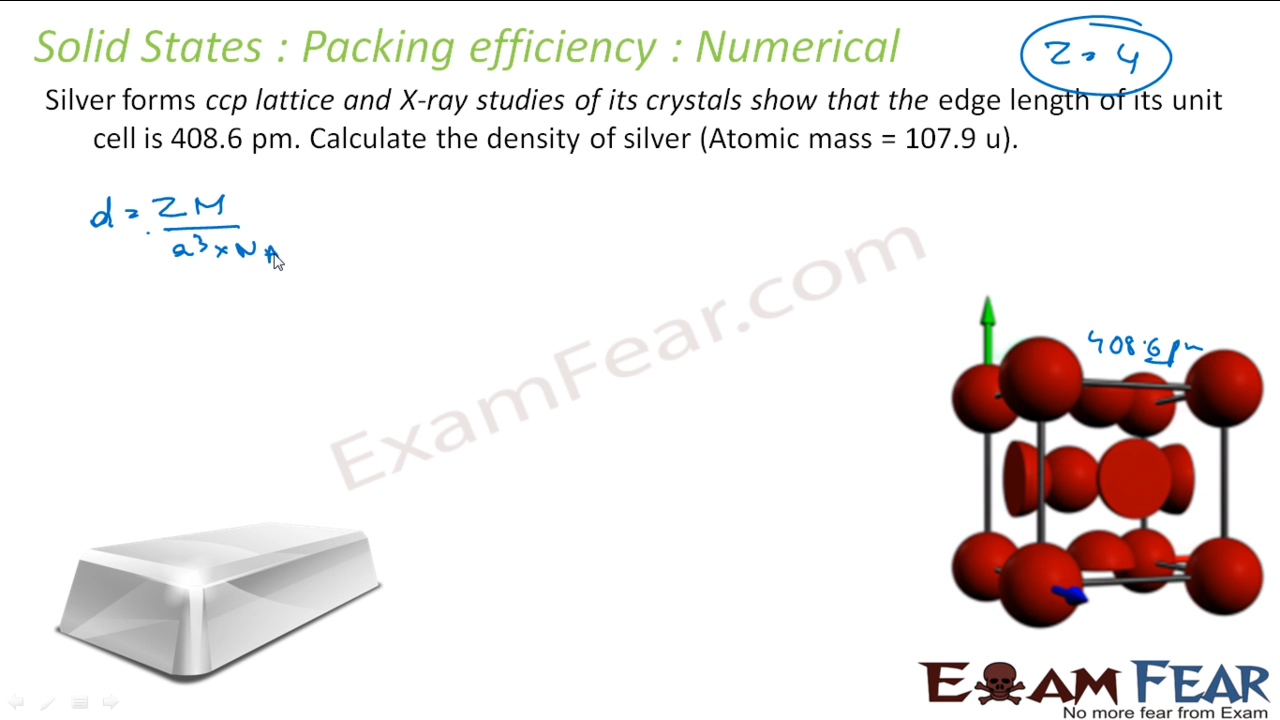 Solid States : Packing efficiency : Numerical
Z = 4
Silver forms ccp lattice and X-ray studies of its crystals show that the edge length of its unit
cell is 408.6 pm. Calculate the density of silver (Atomic mass = 107.9 u).
d = ZM
a³ × NA
408.6 pm
ExamFear.com
EXAM FEAR
No more fear from Exam